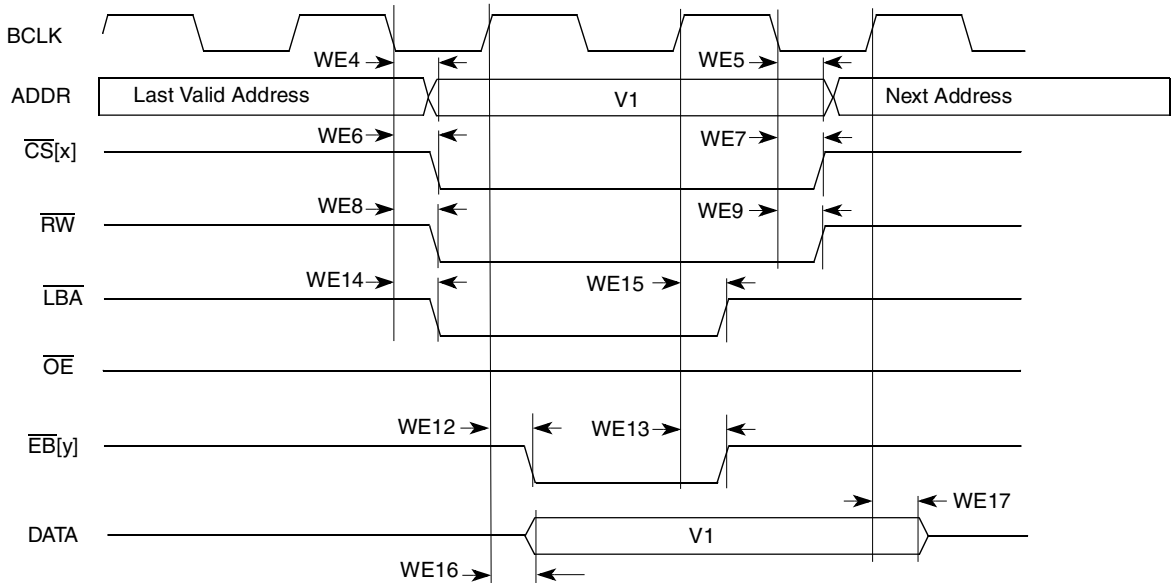 BCLK
WE4
WE5
ADDR
Last Valid Address
V1
Next Address
WE6
WE7
CS[x]
WE8
WE9
RW
WE14
WE15
LBA
OE
WE12
WE13
EB[y]
WE17
DATA
V1
WE16